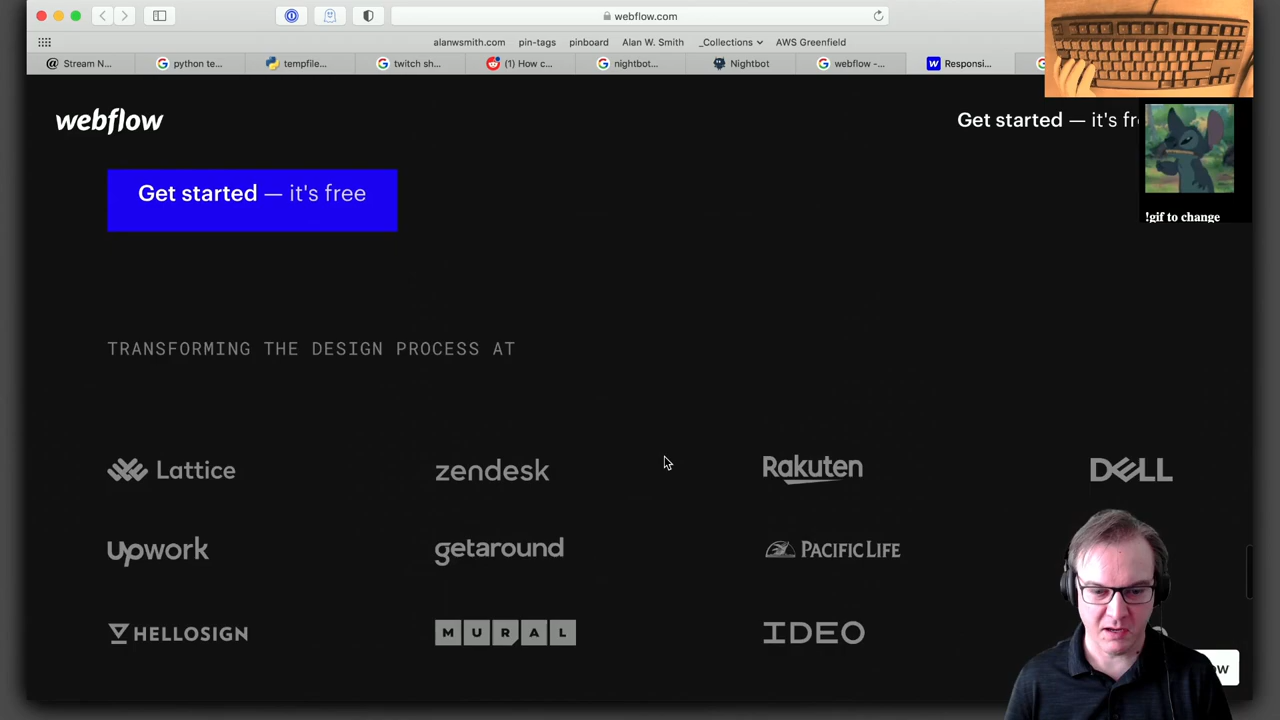 webflow.com
alanwsmith.com pin-tags pinboard Alan W. Smith _Collections AWS Greenfield
Stream N... python te... tempfile... twitch sh... (1) How c... nightbot... Nightbot webflow -... Responsi...
webflow
Get started — it's fr
Get started — it's free
!gif to change
TRANSFORMING THE DESIGN PROCESS AT
Lattice zendesk Rakuten DELL
upwork getaround PACIFIC LIFE
HELLOSIGN MURAL IDEO
ow